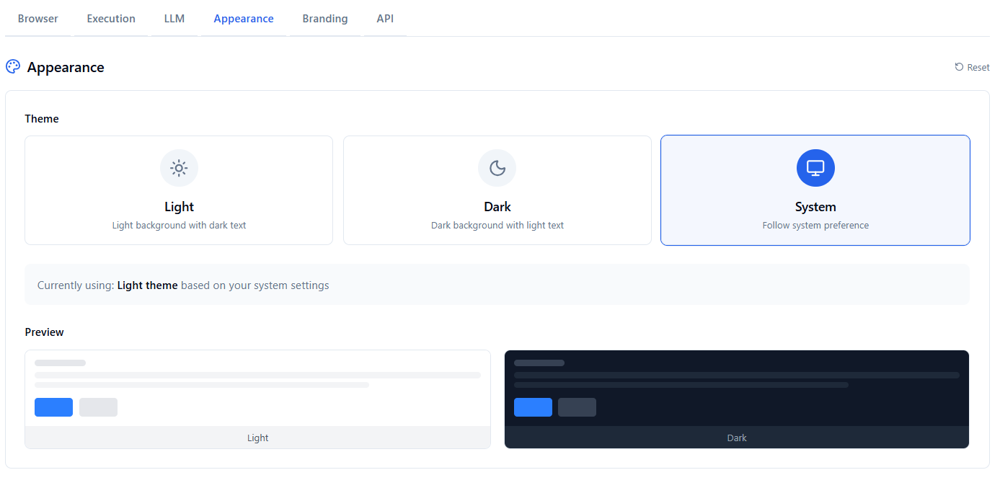 Browser Execution LLM Appearance Branding API
Appearance
Reset
Theme
Light
Light background with dark text
Dark
Dark background with light text
System
Follow system preference
Currently using: Light theme based on your system settings
Preview
Light
Dark